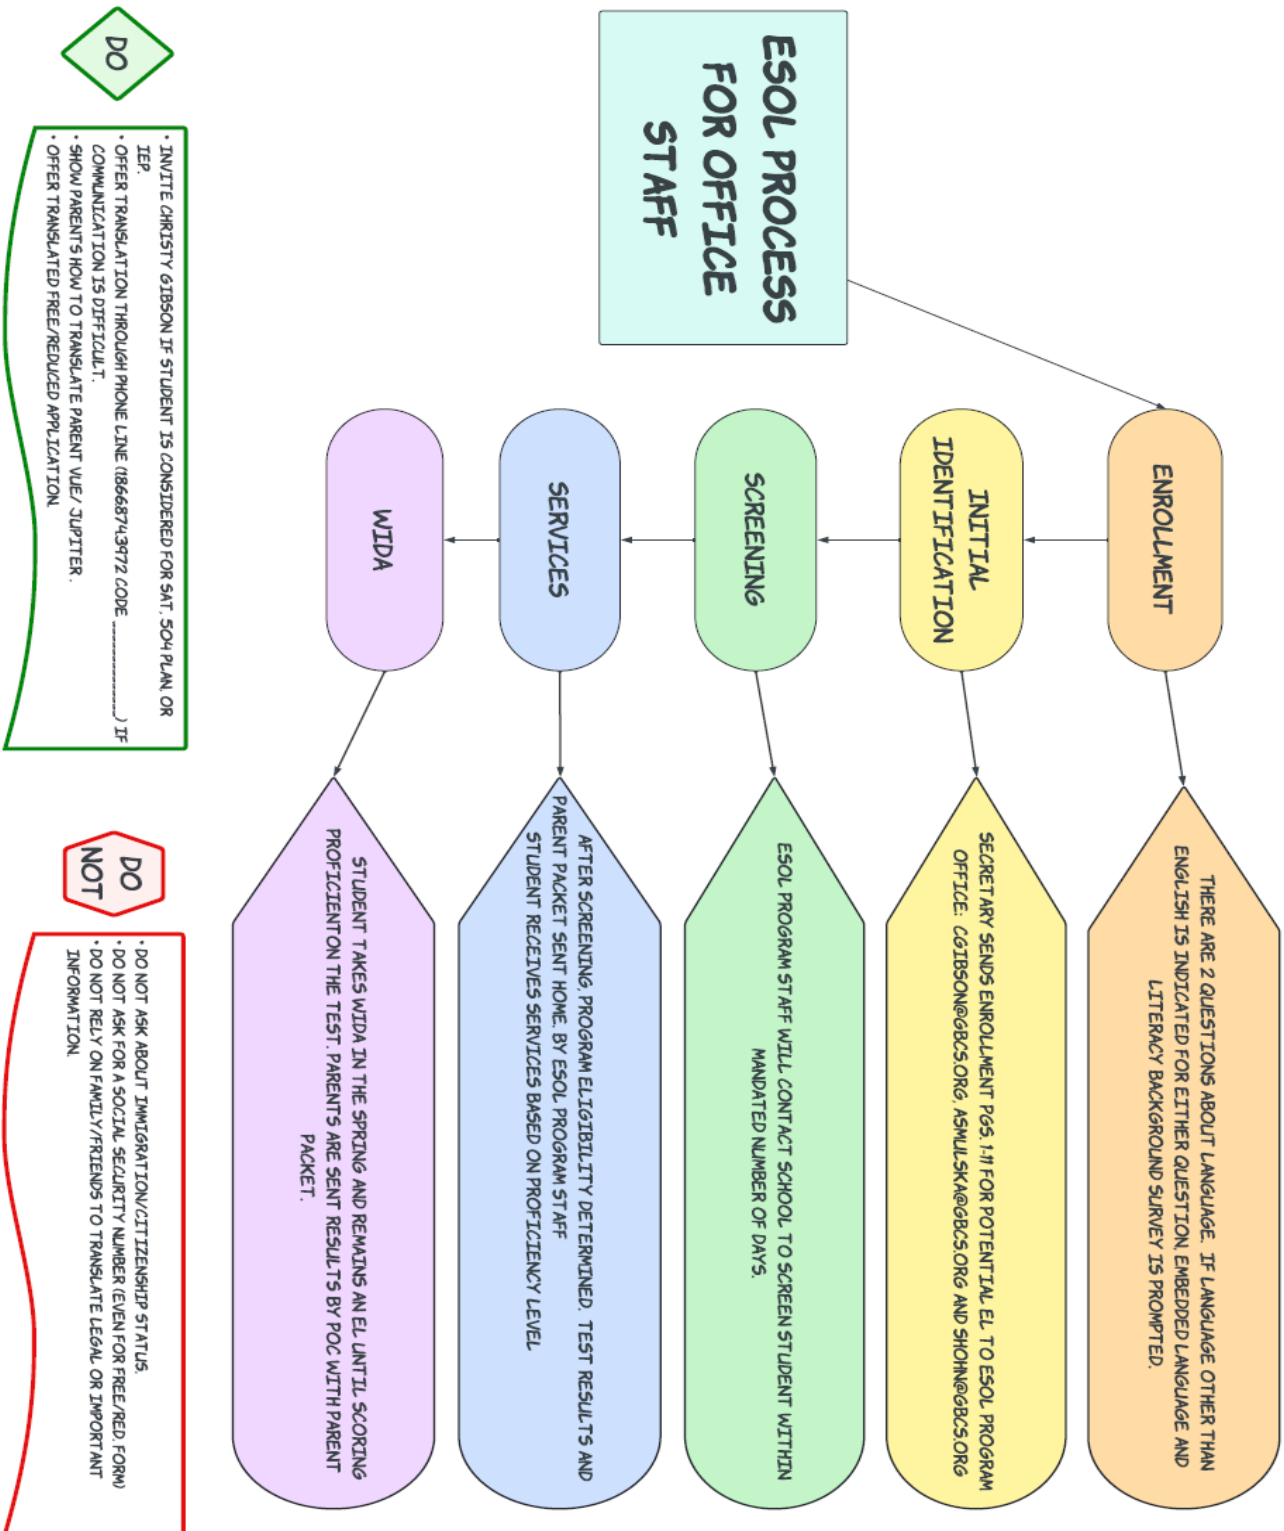 ESOL PROCESS
FOR OFFICE
STAFF
ENROLLMENT
THERE ARE 2 QUESTIONS ABOUT LANGUAGE. IF LANGUAGE OTHER THAN
ENGLISH IS INDICATED FOR EITHER QUESTION, EMBEDDED LANGUAGE AND
LITERACY BACKGROUND SURVEY IS PROMPTED.
INITIAL
IDENTIFICATION
SECRETARY SENDS ENROLLMENT PGS. 1-11 FOR POTENTIAL EL TO ESOL PROGRAM
OFFICE: CGIBSON@GBCS.ORG, ASMULSKA@GBCS.ORG AND SHOHN@GBCS.ORG
SCREENING
ESOL PROGRAM STAFF WILL CONTACT SCHOOL TO SCREEN STUDENT WITHIN
MANDATED NUMBER OF DAYS.
SERVICES
AFTER SCREENING, PROGRAM ELIGIBILITY DETERMINED. TEST RESULTS AND
PARENT PACKET SENT HOME. BY ESOL PROGRAM STAFF
STUDENT RECEIVES SERVICES BASED ON PROFICIENCY LEVEL
WIDA
STUDENT TAKES WIDA IN THE SPRING AND REMAINS AN EL UNTIL SCORING
PROFICIENT ON THE TEST. PARENTS ARE SENT RESULTS BY POC WITH PARENT
PACKET.
DO
• INVITE CHRISTY GIBSON IF STUDENT IS CONSIDERED FOR SAT, 504 PLAN, OR
IEP.
• OFFER TRANSLATION THROUGH PHONE LINE (18668743972 CODE ____________) IF
COMMUNICATION IS DIFFICULT.
• SHOW PARENTS HOW TO TRANSLATE PARENT VUE/ JUPITER .
• OFFER TRANSLATED FREE/REDUCED APPLICATION.
DO
NOT
• DO NOT ASK ABOUT IMMIGRATION/CITIZENSHIP STATUS.
• DO NOT ASK FOR A SOCIAL SECURITY NUMBER (EVEN FOR FREE/RED. FORM)
• DO NOT RELY ON FAMILY/FRIENDS TO TRANSLATE LEGAL OR IMPORTANT
INFORMATION.